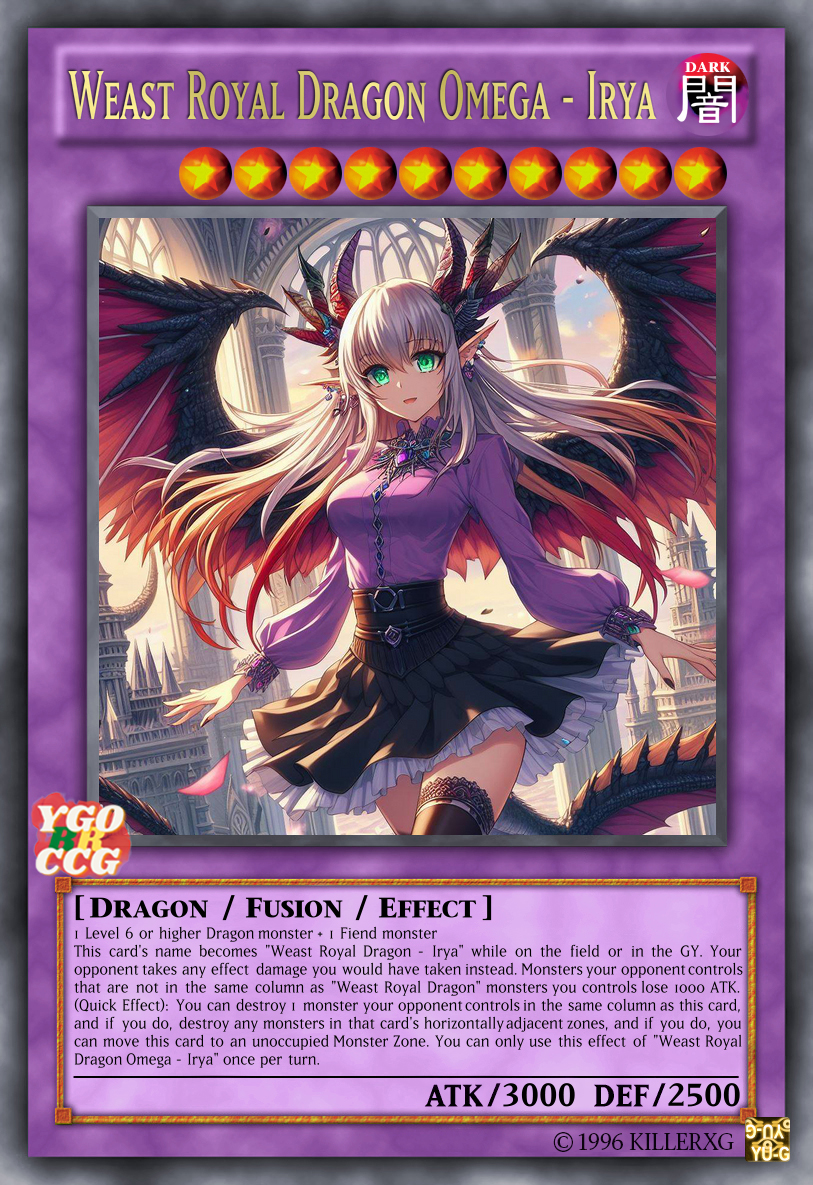 WEAST ROYAL DRAGON OMEGA - IRYA
DARK
闇
YGO
BR
CCG
[ DRAGON / FUSION / EFFECT ]
1 Level 6 or higher Dragon monster + 1 Fiend monster
This card's name becomes "Weast Royal Dragon - Irya" while on the field or in the GY. Your
opponent takes any effect damage you would have taken instead. Monsters your opponent controls
that are not in the same column as "Weast Royal Dragon" monsters you controls lose 1000 ATK.
(Quick Effect): You can destroy 1 monster your opponent controls in the same column as this card,
and if you do, destroy any monsters in that card's horizontally adjacent zones, and if you do, you
can move this card to an unoccupied Monster Zone. You can only use this effect of "Weast Royal
Dragon Omega - Irya" once per turn.
ATK/3000 DEF/2500
© 1996 KILLERXG